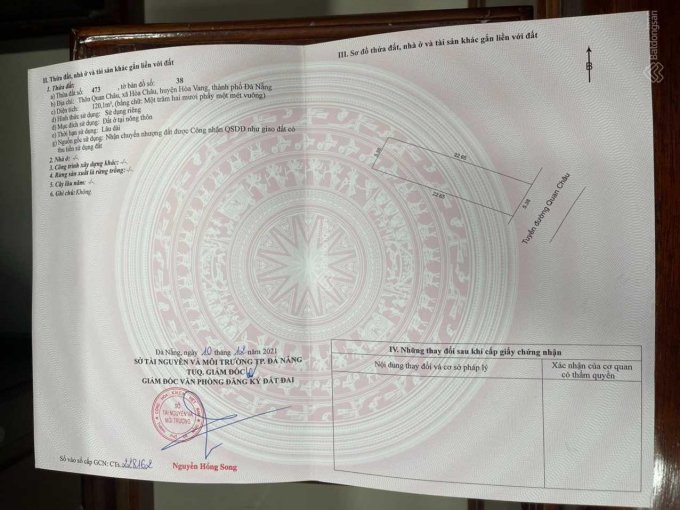 II. Thửa đất, nhà ở và tài sản khác gắn liền với đất
1. Thửa đất:
a) Thửa đất số: 473 , tờ bản đồ số: 38
b) Địa chỉ: Thôn Quan Châu, xã Hòa Châu, huyện Hòa Vang, thành phố Đà Nẵng
c) Diện tích: 120,1m², (bằng chữ: Một trăm hai mươi phẩy một mét vuông)
d) Hình thức sử dụng: Sử dụng riêng
đ) Mục đích sử dụng: Đất ở tại nông thôn
e) Thời hạn sử dụng: Lâu dài
g) Nguồn gốc sử dụng: Nhận chuyển nhượng đất được Công nhận QSDĐ như giao đất có
thu tiền sử dụng đất
2. Nhà ở: -/-
3. Công trình xây dựng khác: -/-
4. Rừng sản xuất là rừng trồng: -/-
5. Cây lâu năm: -/-
6. Ghi chú: Không.
Đà Nẵng, ngày 10 tháng 12 năm 2021
SỞ TÀI NGUYÊN VÀ MÔI TRƯỜNG TP. ĐÀ NẴNG
TUQ. GIÁM ĐỐC
GIÁM ĐỐC VĂN PHÒNG ĐĂNG KÝ ĐẤT ĐAI
SỞ
TÀI NGUYÊN VÀ
MÔI TRƯỜNG
Nguyễn Hồng Song
Số vào sổ cấp GCN: CTs 228162
III. Sơ đồ thửa đất, nhà ở và tài sản khác gắn liền với đất
B
22.65
22.65
5.38
Tuyến đường Quan Châu
IV. Những thay đổi sau khi cấp giấy chứng nhận
Nội dung thay đổi và cơ sở pháp lý
Xác nhận của cơ quan
có thẩm quyền
Batdongsan